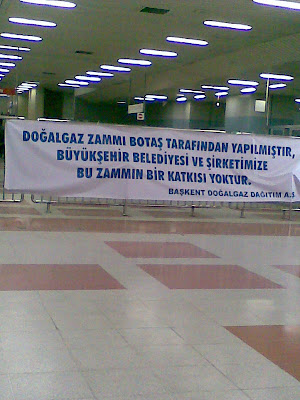 DOĞALGAZ ZAMMI BOTAŞ TARAFINDAN YAPILMIŞTIR,
BÜYÜKŞEHİR BELEDİYESİ VE ŞİRKETİMİZE
BU ZAMMIN BİR KATKISI YOKTUR.
BAŞKENT DOĞALGAZ DAĞITIM A.Ş